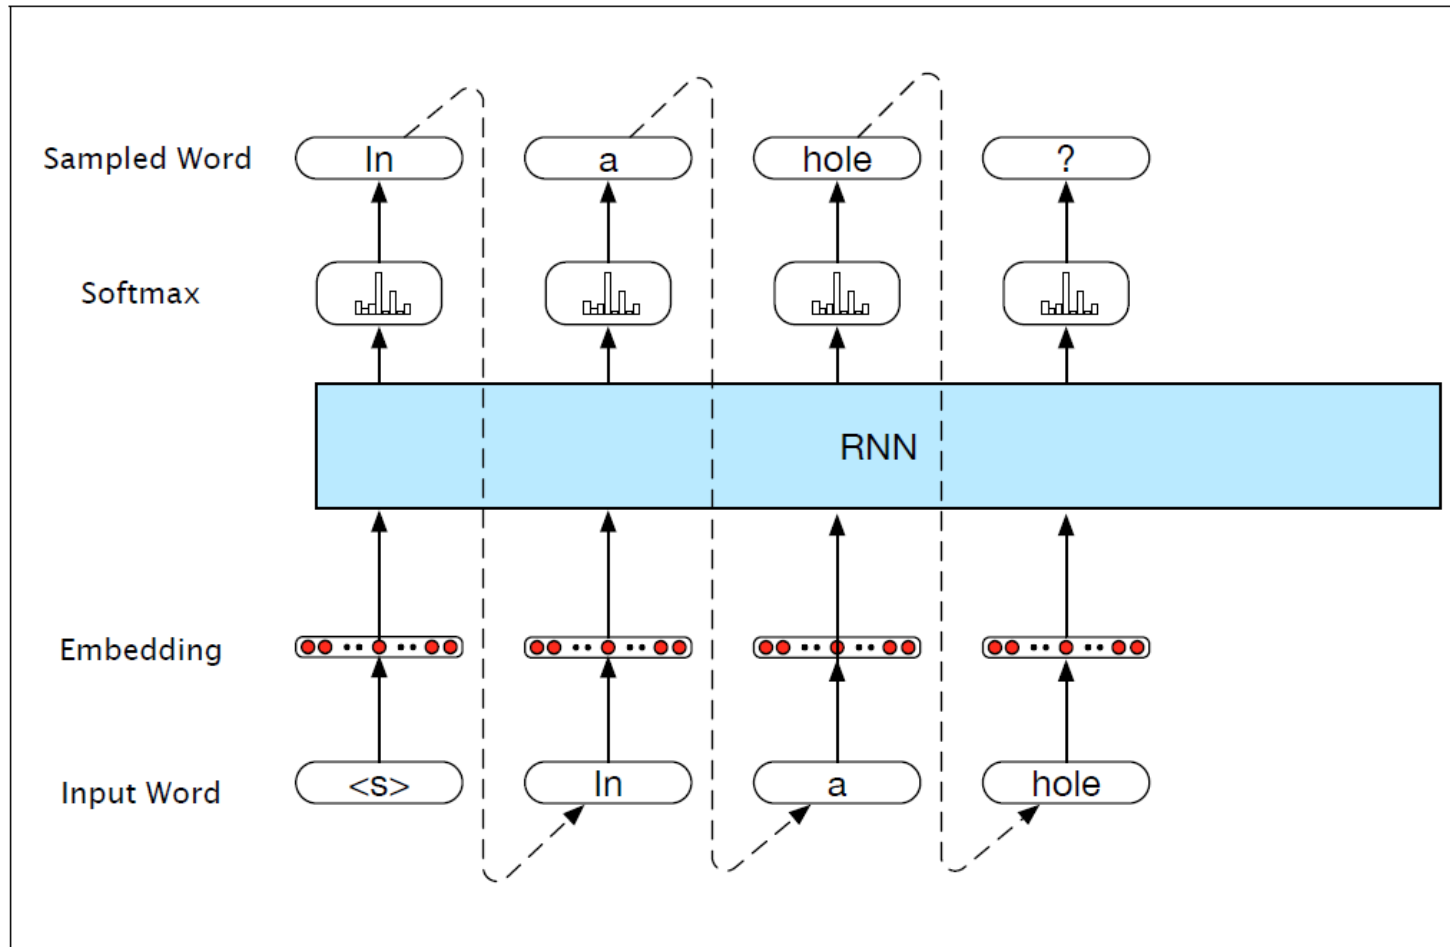 Sampled Word In a hole ?
Softmax
RNN
Embedding
Input Word <s> In a hole